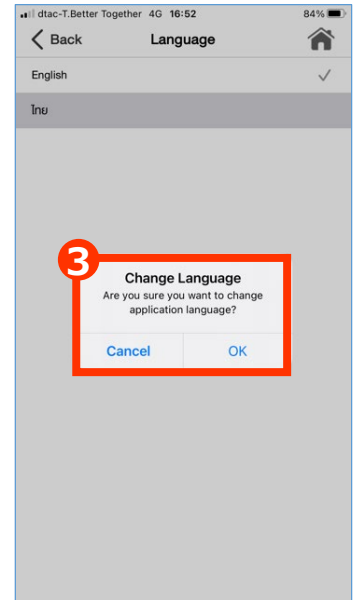 dtac-T.Better Together 4G 16:52 84%
Back Language
English
ไทย
3
Change Language
Are you sure you want to change
application language?
Cancel OK